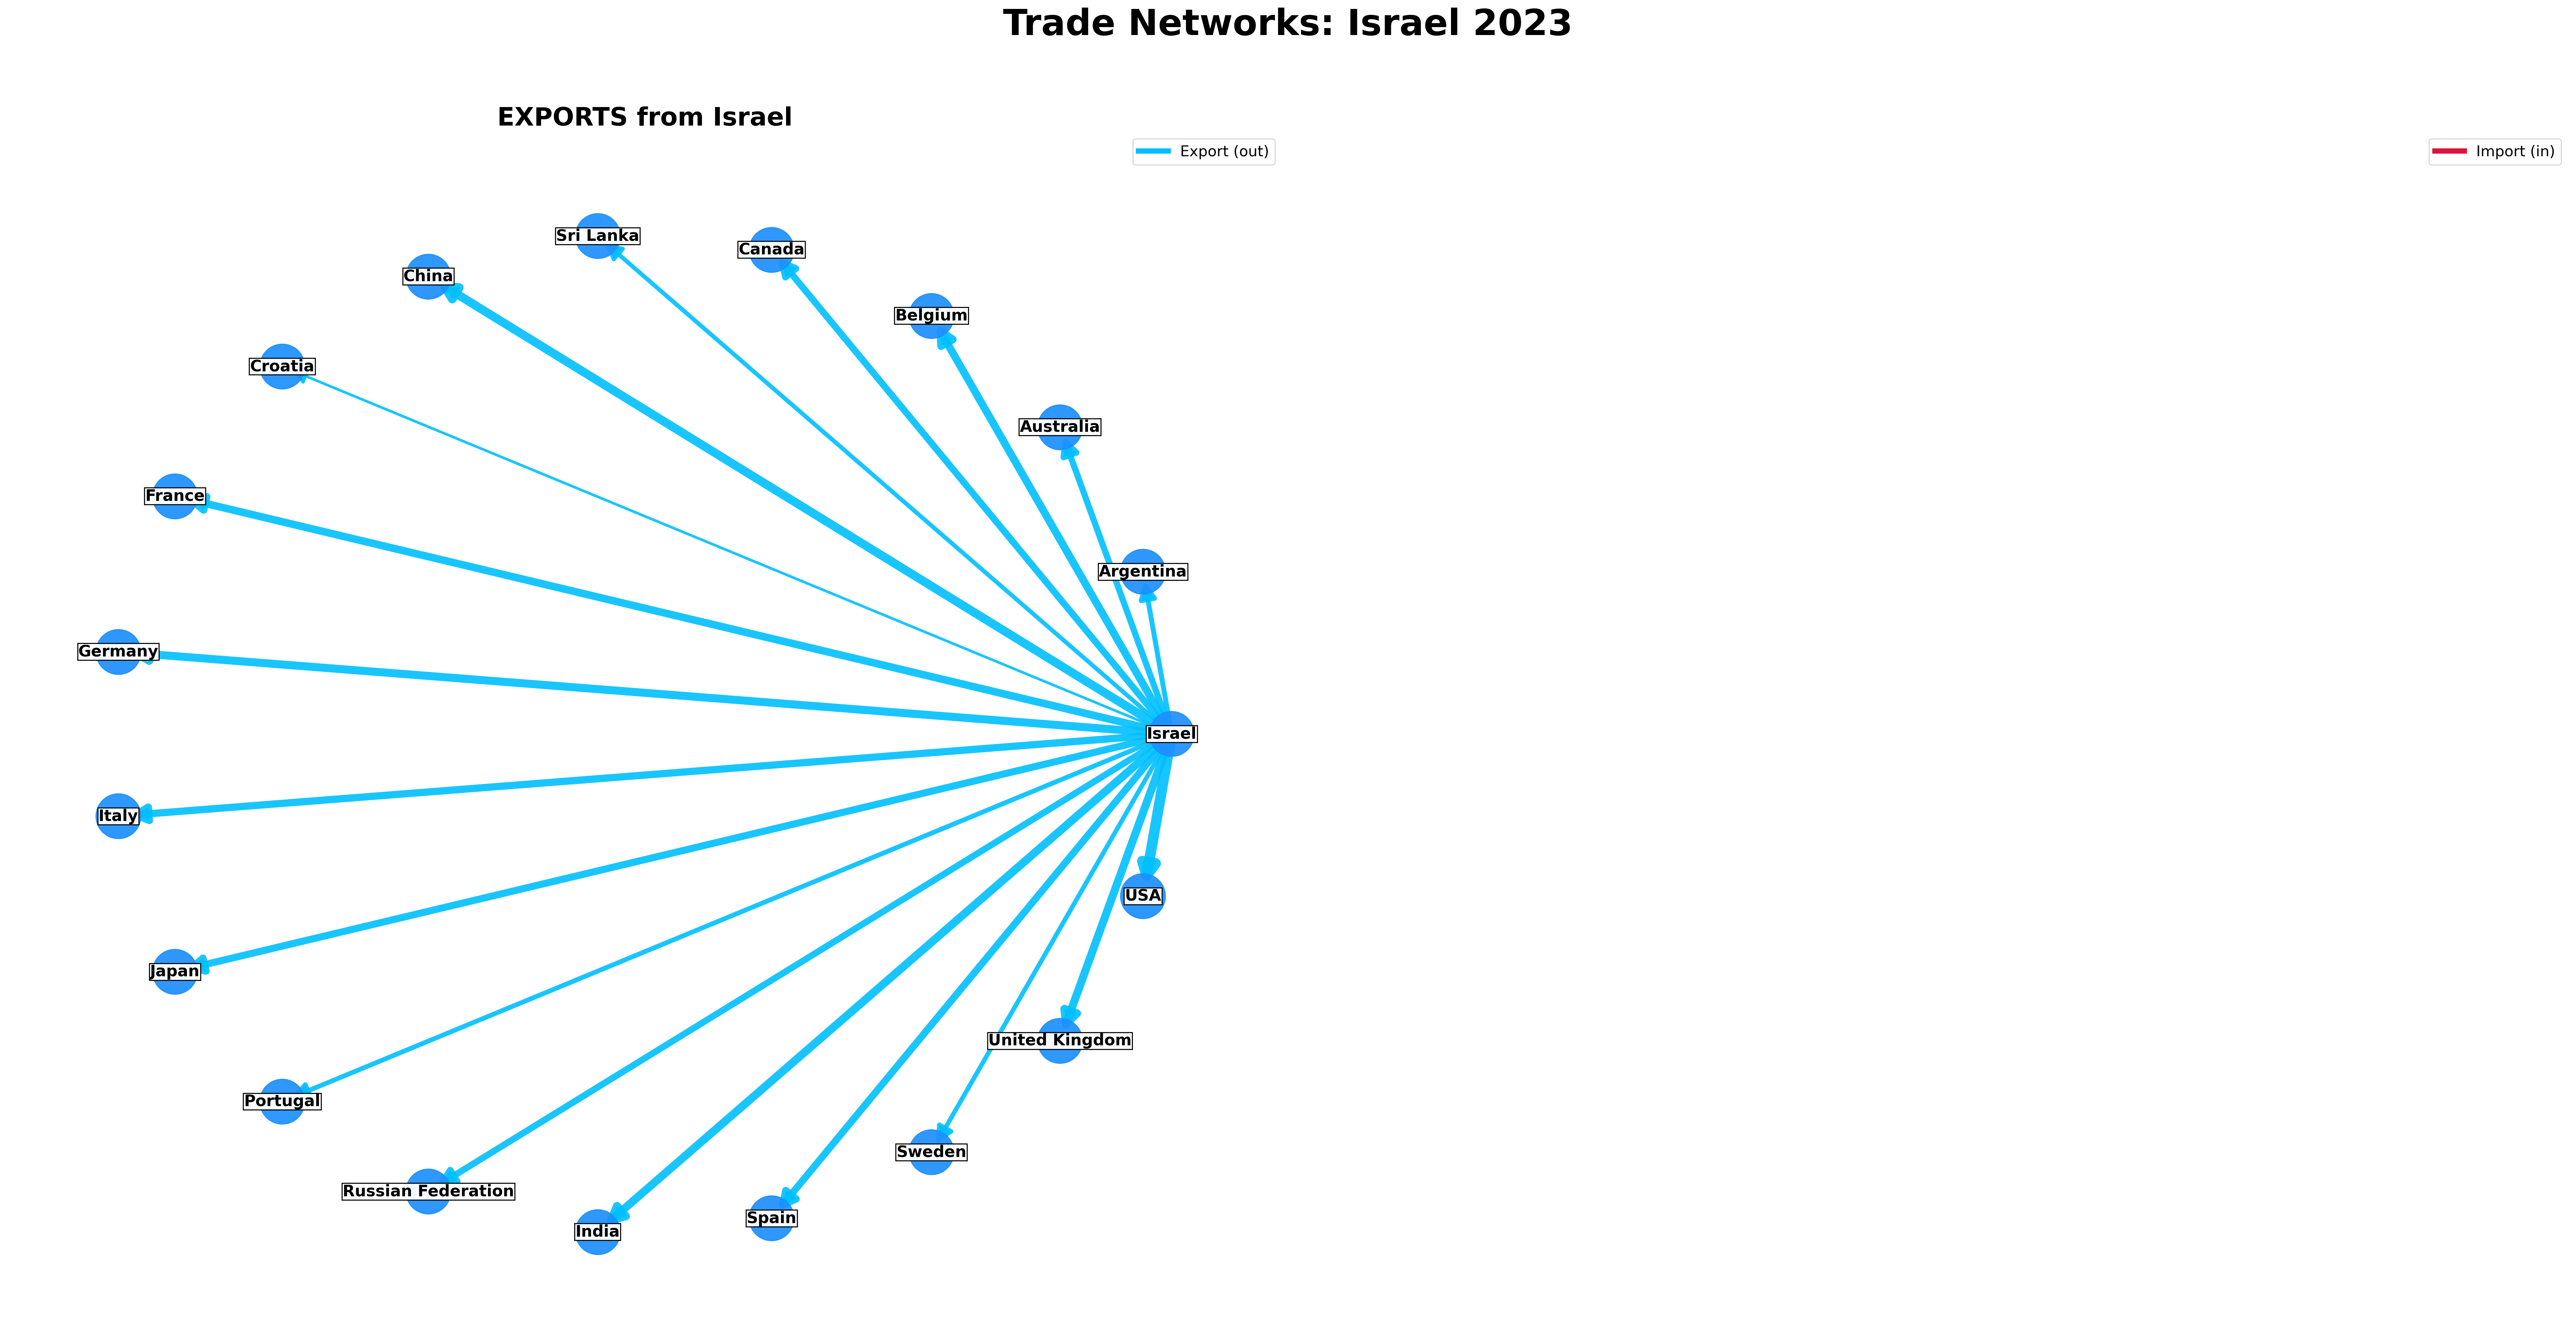 Trade Networks: Israel 2023
EXPORTS from Israel
Export (out)
Import (in)
Sri Lanka
Canada
China
Belgium
Croatia
Australia
France
Argentina
Germany
Israel
Italy
USA
Japan
United Kingdom
Portugal
Sweden
Russian Federation
Spain
India